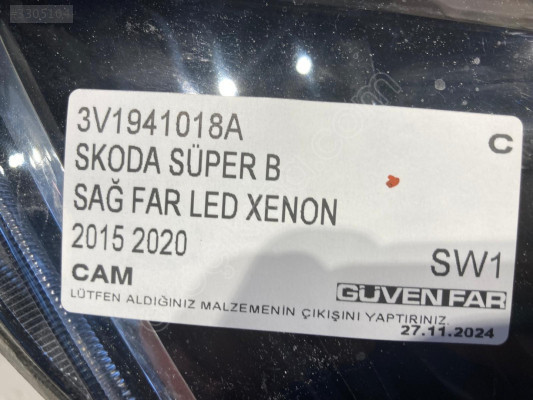 #3305164
3V1941018A
C
SKODA SÜPER B
SAĞ FAR LED XENON
2015 2020
SW1
CAM
GÜVEN FAR
LÜTFEN ALDIĞINIZ MALZEMENİN ÇIKIŞINI YAPTIRINIZ.
27.11.2024